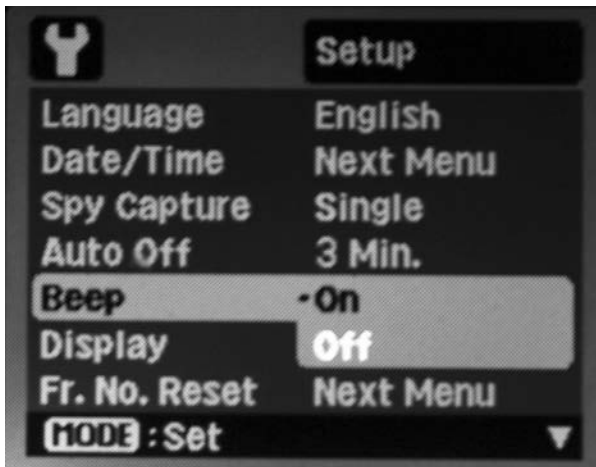 Setup
Language English
Date/Time Next Menu
Spy Capture Single
Auto Off 3 Min.
Beep ·On
Display Off
Fr. No. Reset Next Menu
MODE :Set